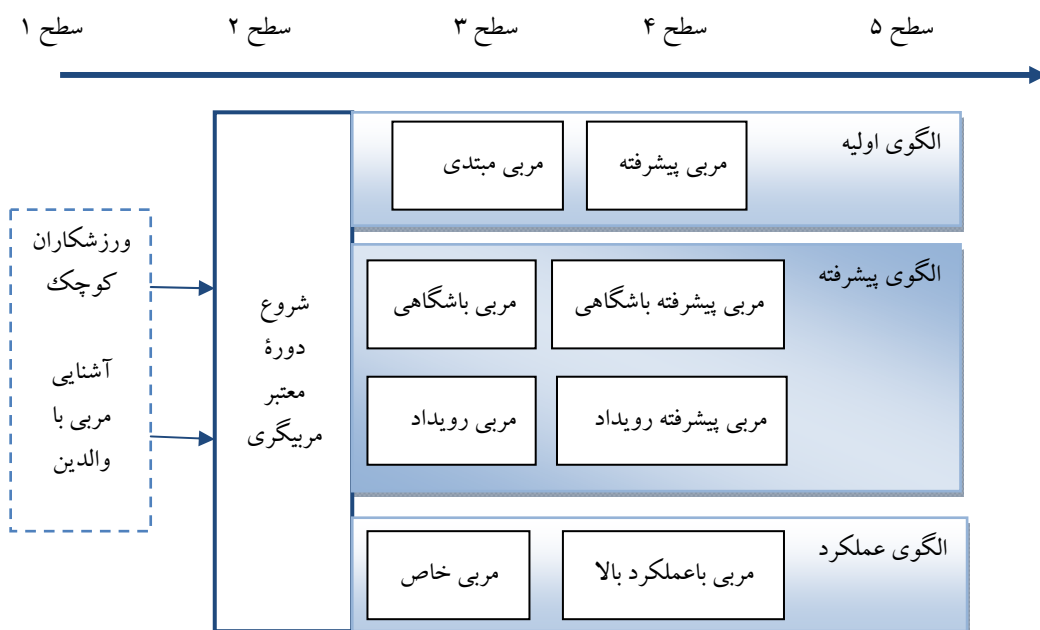 سطح ۱
سطح ۲
سطح ۳
سطح ۴
سطح ۵
ورزشکاران
کوچک
آشنایی
مربی با
والدین
شروع
دورۀ
معتبر
مربیگری
الگوی اولیه
مربی مبتدی
مربی پیشرفته
الگوی پیشرفته
مربی باشگاهی
مربی پیشرفته باشگاهی
مربی رویداد
مربی پیشرفته رویداد
الگوی عملکرد
مربی خاص
مربی باعملکرد بالا